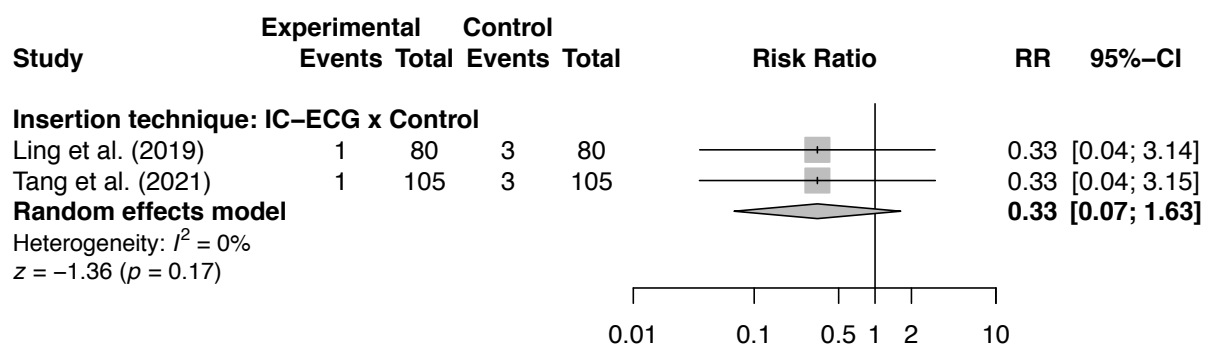 Experimental Control
Study Events Total Events Total Risk Ratio RR 95%−CI
Insertion technique: IC−ECG x Control
Ling et al. (2019) 1 80 3 80 0.33 [0.04; 3.14]
Tang et al. (2021) 1 105 3 105 0.33 [0.04; 3.15]
Random effects model 0.33 [0.07; 1.63]
Heterogeneity: I² = 0%
z = −1.36 (p = 0.17)
0.01 0.1 0.5 1 2 10